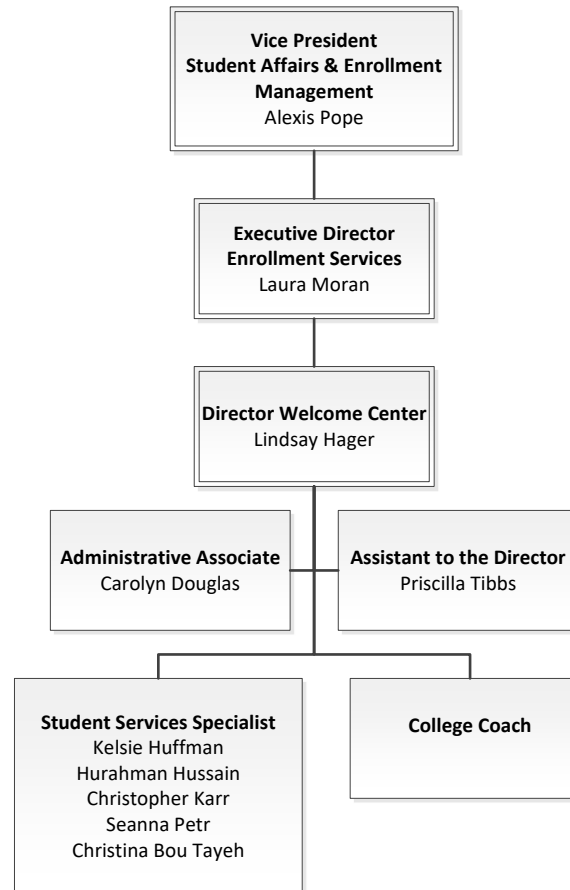 Vice President
Student Affairs & Enrollment
Management
Alexis Pope
Executive Director
Enrollment Services
Laura Moran
Director Welcome Center
Lindsay Hager
Administrative Associate
Carolyn Douglas
Assistant to the Director
Priscilla Tibbs
Student Services Specialist
Kelsie Huffman
Hurahman Hussain
Christopher Karr
Seanna Petr
Christina Bou Tayeh
College Coach